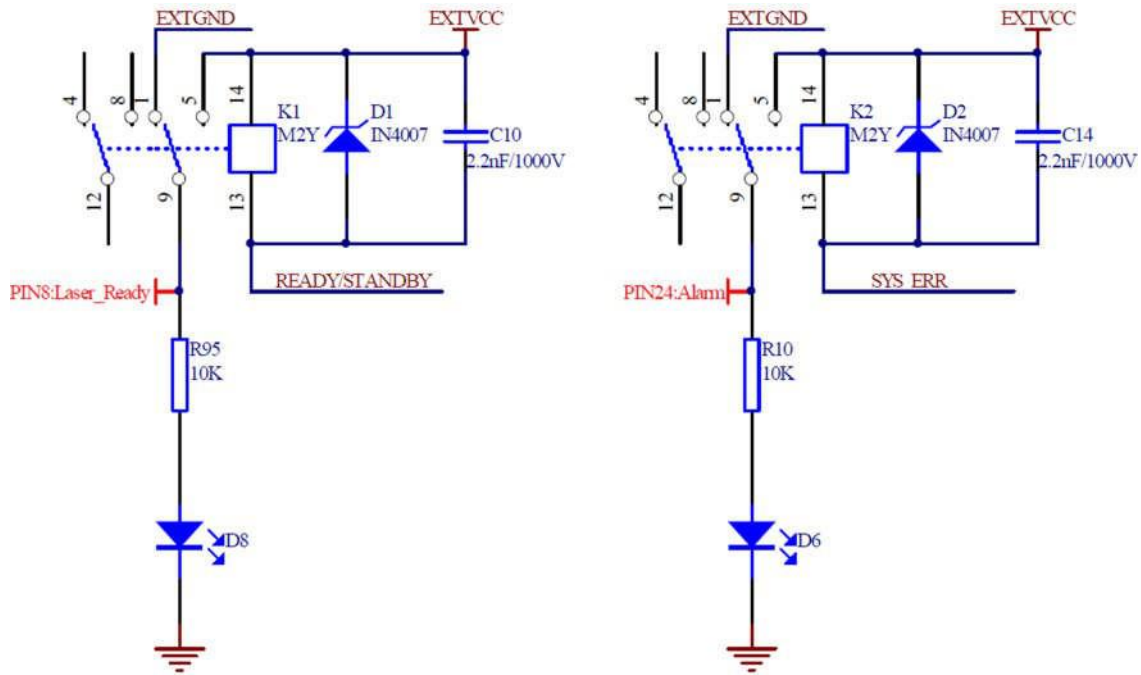 EXTGND
EXTVCC
4
8
1
5
14
K1
M2Y
D1
IN4007
C10
2.2nF/1000V
12
9
13
READY/STANDBY
PIN8:Laser_Ready
R95
10K
D8
EXTGND
EXTVCC
4
8
1
5
14
K2
M2Y
D2
IN4007
C14
2.2nF/1000V
12
9
13
SYS ERR
PIN24:Alarm
R10
10K
D6